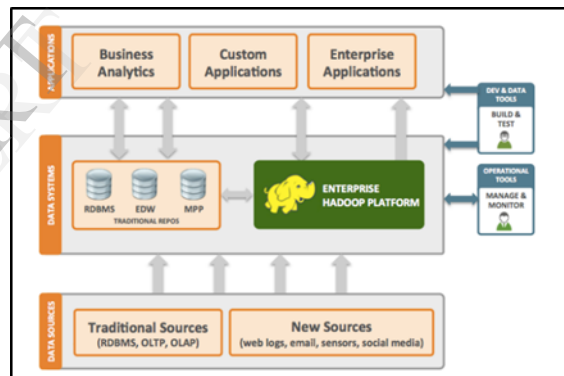 APPLICATIONS
Business
Analytics
Custom
Applications
Enterprise
Applications
DEV & DATA
TOOLS
BUILD &
TEST
DATA SYSTEMS
RDBMS EDW MPP
TRADITIONAL REPOS
ENTERPRISE
HADOOP PLATFORM
OPERATIONAL
TOOLS
MANAGE &
MONITOR
DATA SOURCES
Traditional Sources
(RDBMS, OLTP, OLAP)
New Sources
(web logs, email, sensors, social media)